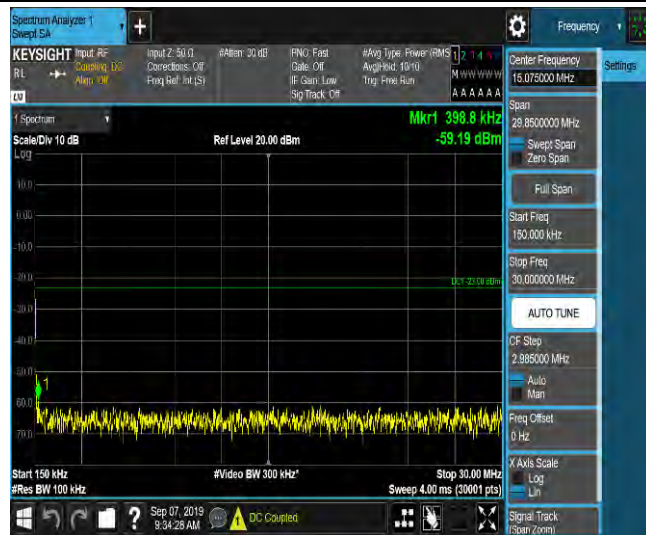 Spectrum Analyzer 1
Swept SA
Frequency
KEYSIGHT
RL
Input: RF
Coupling: DC
Align: Off
Input Z: 50 Ω
Corrections: Off
Freq Ref: Int (S)
#Atten: 30 dB
PNO: Fast
Gate: Off
IF Gain: Low
Sig Track: Off
#Avg Type: Power (RMS
Avg|Hold: 10/10
Trig: Free Run
M W W W W W
A A A A A A
1 Spectrum
Scale/Div 10 dB
Log
Ref Level 20.00 dBm
Mkr1 398.8 kHz
-59.19 dBm
10.0
0.00
-10.0
-20.0
DL1 -23.00 dBm
-30.0
-40.0
-50.0
1
-60.0
-70.0
Start 150 kHz
#Video BW 300 kHz*
Stop 30.00 MHz
#Res BW 100 kHz
Sweep 4.00 ms (30001 pts)
Sep 07, 2019
9:34:28 AM
DC Coupled
Center Frequency
15.075000 MHz
Settings
Span
29.8500000 MHz
Swept Span
Zero Span
Full Span
Start Freq
150.000 kHz
Stop Freq
30.000000 MHz
AUTO TUNE
CF Step
2.985000 MHz
Auto
Man
Freq Offset
0 Hz
X Axis Scale
Log
Lin
Signal Track
(Span Zoom)